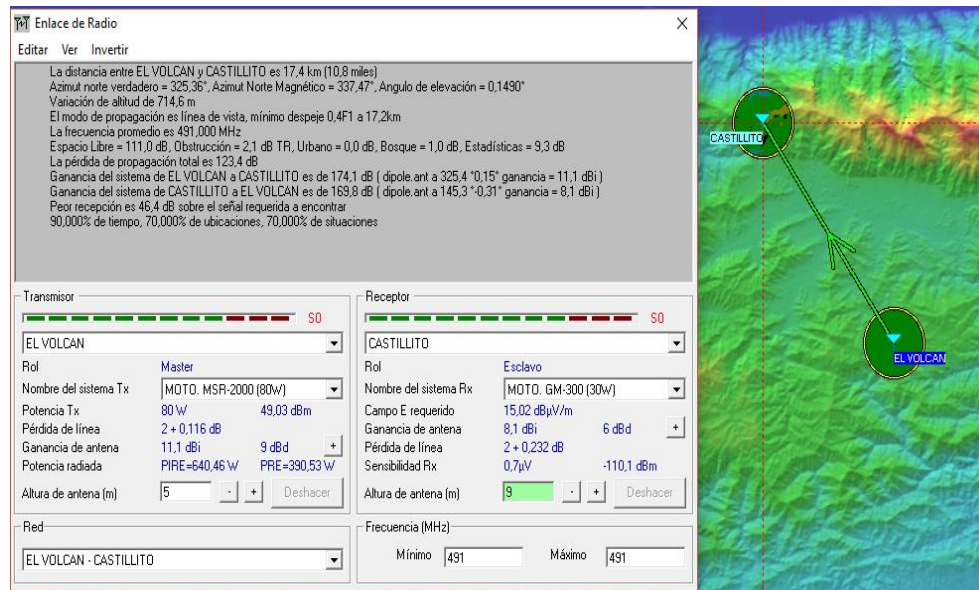 Enlace de Radio
Editar Ver Invertir
La distancia entre EL VOLCAN y CASTILLITO es 17,4 km (10,8 miles)
Azimut norte verdadero = 325,36°, Azimut Norte Magnético = 337,47°, Angulo de elevación = 0,1490°
Variación de altitud de 714,6 m
El modo de propagación es línea de vista, mínimo despeje 0,4F1 a 17,2km
La frecuencia promedio es 491,000 MHz
Espacio Libre = 111,0 dB, Obstrucción = 2,1 dB TR, Urbano = 0,0 dB, Bosque = 1,0 dB, Estadísticas = 9,3 dB
La pérdida de propagación total es 123,4 dB
Ganancia del sistema de EL VOLCAN a CASTILLITO es de 174,1 dB ( dipole.ant a 325,4 °0,15° ganancia = 11,1 dBi )
Ganancia del sistema de CASTILLITO a EL VOLCAN es de 169,8 dB ( dipole.ant a 145,3 °-0,31° ganancia = 8,1 dBi )
Peor recepción es 46,4 dB sobre el señal requerida a encontrar
90,000% de tiempo, 70,000% de ubicaciones, 70,000% de situaciones
Transmisor
S0
EL VOLCAN
Rol Master
Nombre del sistema Tx MOTO. MSR-2000 (80W)
Potencia Tx 80 W 49,03 dBm
Pérdida de línea 2 + 0,116 dB
Ganancia de antena 11,1 dBi 9 dBd +
Potencia radiada PIRE=640,46 W PRE=390,53 W
Altura de antena (m) 5 - + Deshacer
Receptor
S0
CASTILLITO
Rol Esclavo
Nombre del sistema Rx MOTO. GM-300 (30W)
Campo E requerido 15,02 dBµV/m
Ganancia de antena 8,1 dBi 6 dBd +
Pérdida de línea 2 + 0,232 dB
Sensibilidad Rx 0,7µV -110,1 dBm
Altura de antena (m) 9 - + Deshacer
Red
EL VOLCAN - CASTILLITO
Frecuencia (MHz)
Mínimo 491 Máximo 491
CASTILLITO
EL VOLCAN